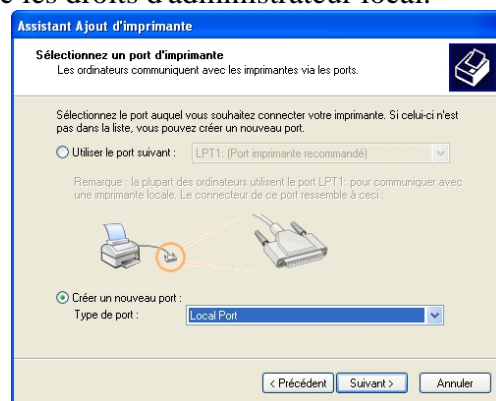 e les droits d'administrateur local.
Assistant Ajout d'imprimante
Sélectionnez un port d'imprimante
Les ordinateurs communiquent avec les imprimantes via les ports.
Sélectionnez le port auquel vous souhaitez connecter votre imprimante. Si celui-ci n'est
pas dans la liste, vous pouvez créer un nouveau port.
Utiliser le port suivant :
LPT1: (Port imprimante recommandé)
Remarque : la plupart des ordinateurs utilisent le port LPT1: pour communiquer avec
une imprimante locale. Le connecteur de ce port ressemble à ceci :
Créer un nouveau port :
Type de port :
Local Port
< Précédent
Suivant >
Annuler